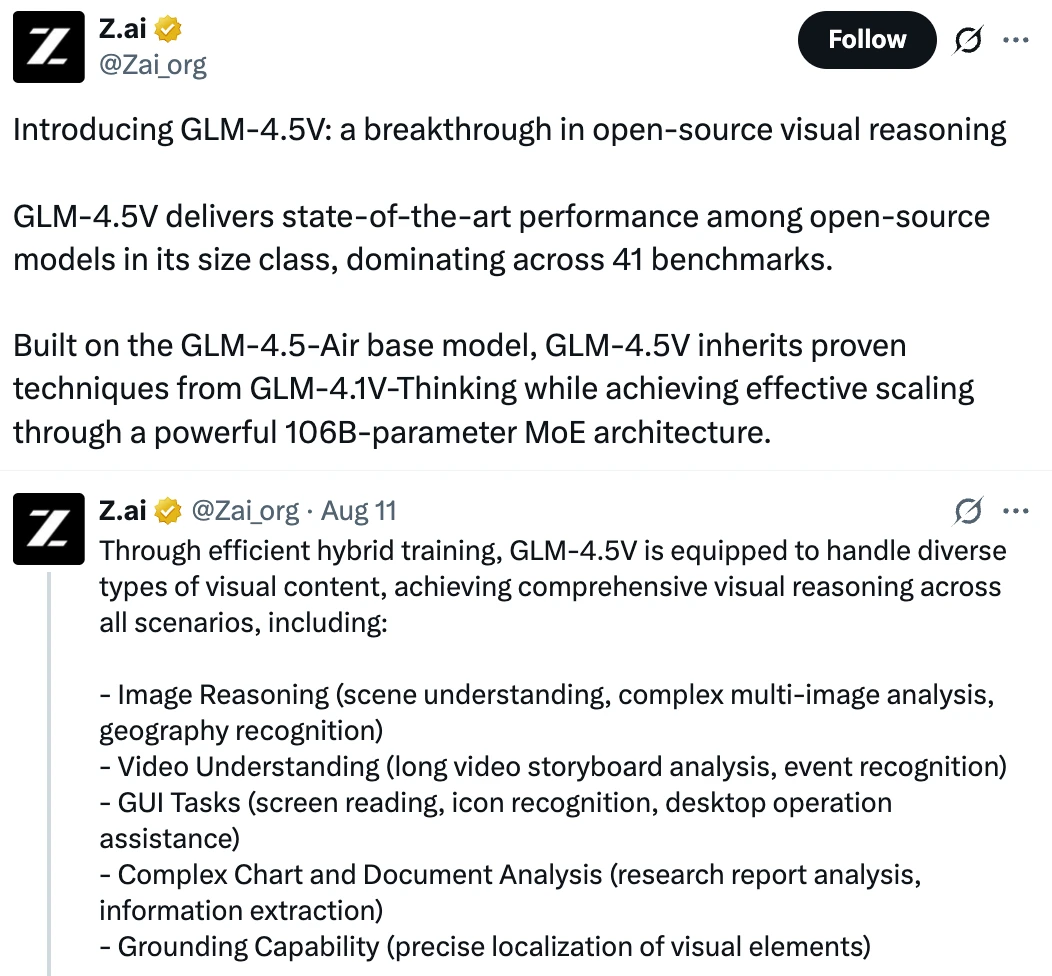 Z.ai
@Zai_org
Follow
Introducing GLM-4.5V: a breakthrough in open-source visual reasoning
GLM-4.5V delivers state-of-the-art performance among open-source
models in its size class, dominating across 41 benchmarks.
Built on the GLM-4.5-Air base model, GLM-4.5V inherits proven
techniques from GLM-4.1V-Thinking while achieving effective scaling
through a powerful 106B-parameter MoE architecture.
Z.ai @Zai_org · Aug 11
Through efficient hybrid training, GLM-4.5V is equipped to handle diverse
types of visual content, achieving comprehensive visual reasoning across
all scenarios, including:
- Image Reasoning (scene understanding, complex multi-image analysis,
geography recognition)
- Video Understanding (long video storyboard analysis, event recognition)
- GUI Tasks (screen reading, icon recognition, desktop operation
assistance)
- Complex Chart and Document Analysis (research report analysis,
information extraction)
- Grounding Capability (precise localization of visual elements)